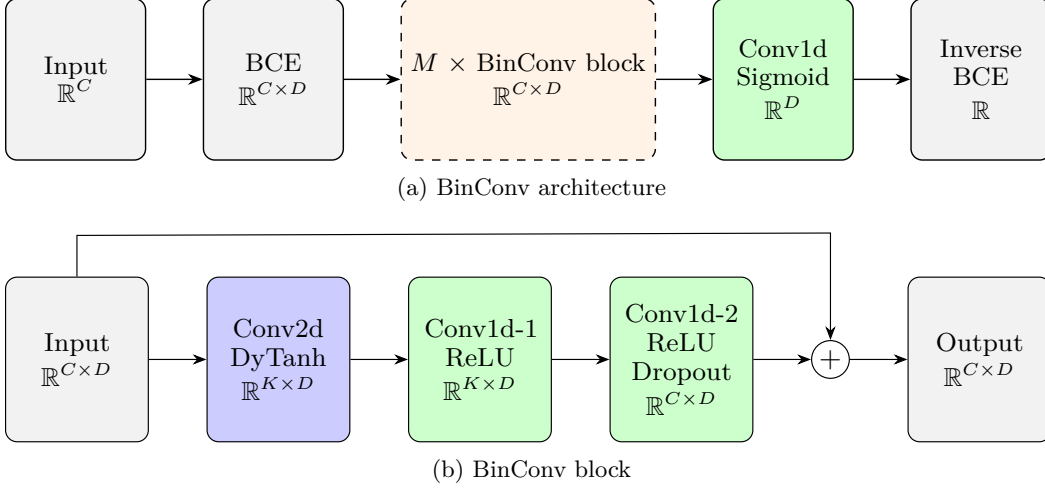 Input
ℝ^C
BCE
ℝ^{C×D}
M × BinConv block
ℝ^{C×D}
Conv1d
Sigmoid
ℝ^D
Inverse
BCE
ℝ
(a) BinConv architecture
Input
ℝ^{C×D}
Conv2d
DyTanh
ℝ^{K×D}
Conv1d-1
ReLU
ℝ^{K×D}
Conv1d-2
ReLU
Dropout
ℝ^{C×D}
+
Output
ℝ^{C×D}
(b) BinConv block